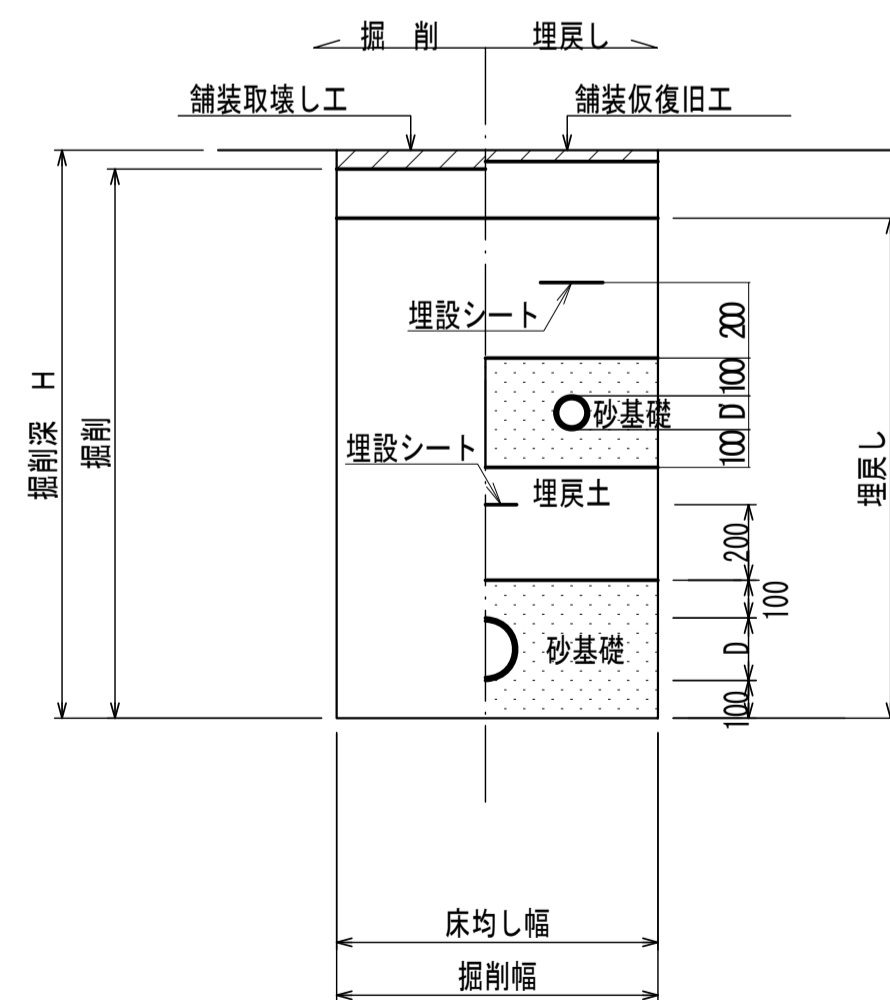 掘 削
埋戻し
舗装取壊し工
舗装仮復旧工
埋設シート
200
掘削深 H
掘削
100
砂基礎
D'
埋設シート
100
埋戻し
埋戻土
200
100
砂基礎
D
100
床均し幅
掘削幅